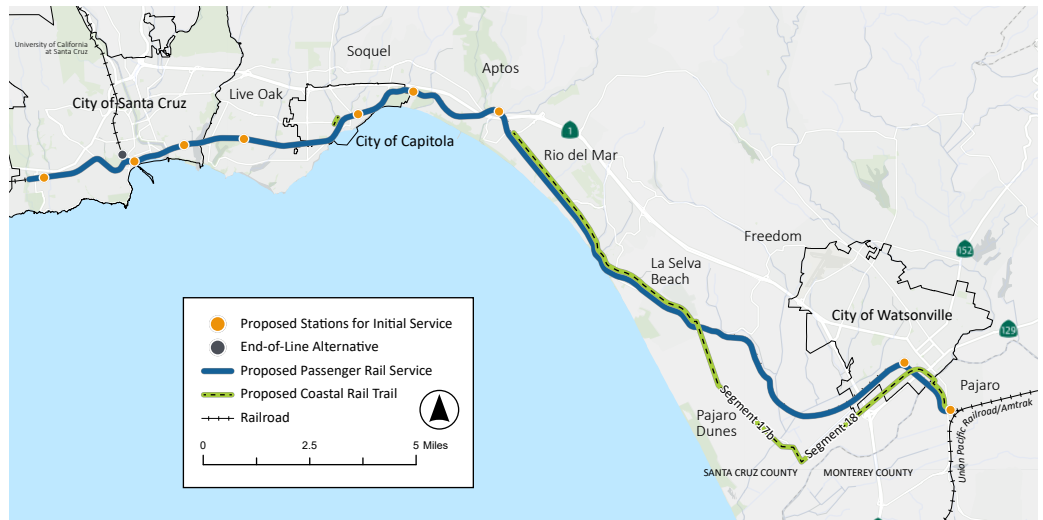 University of California
at Santa Cruz
Soquel
Aptos
City of Santa Cruz
Live Oak
City of Capitola
1
Rio del Mar
Freedom
152
La Selva
Beach
City of Watsonville
129
Pajaro
Pajaro
Dunes
Segment 17b
Segment 18
SANTA CRUZ COUNTY
MONTEREY COUNTY
Union Pacific Railroad/Amtrak
Proposed Stations for Initial Service
End-of-Line Alternative
Proposed Passenger Rail Service
Proposed Coastal Rail Trail
Railroad
0 2.5 5 Miles